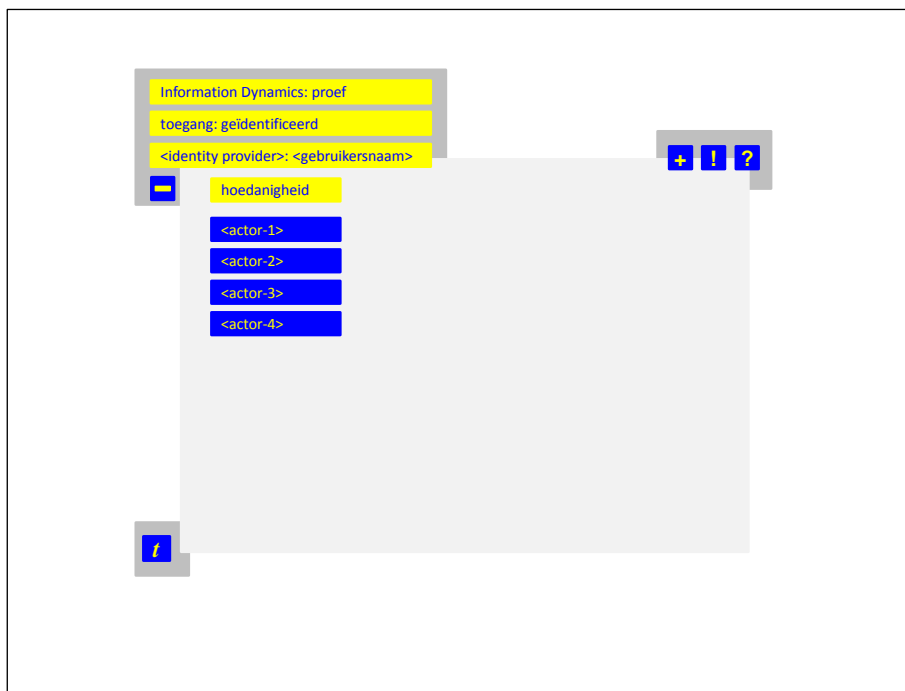 Information Dynamics: proef
toegang: geïdentificeerd
<identity provider>: <gebruikersnaam>
+ ! ?
hoedanigheid
<actor-1>
<actor-2>
<actor-3>
<actor-4>
t